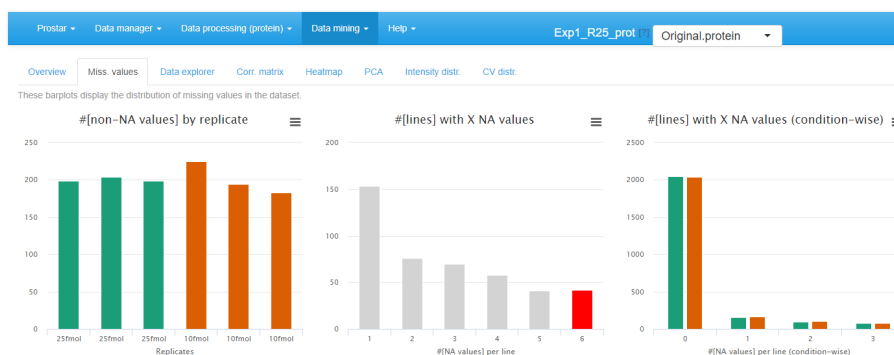 Prostar Data manager Data processing (protein) Data mining Help Exp1_R25_prot [?] Original.protein
Overview Miss. values Data explorer Corr. matrix Heatmap PCA Intensity distr. CV distr.
These barplots display the distribution of missing values in the dataset.
#[non-NA values] by replicate
250
200
150
100
50
0
25fmol 25fmol 25fmol 10fmol 10fmol 10fmol
Replicates
#[lines] with X NA values
200
150
100
50
0
1 2 3 4 5 6
#[NA values] per line
#[lines] with X NA values (condition-wise)
2500
2000
1500
1000
500
0
0 1 2 3
#[NA values] per line (condition-wise)